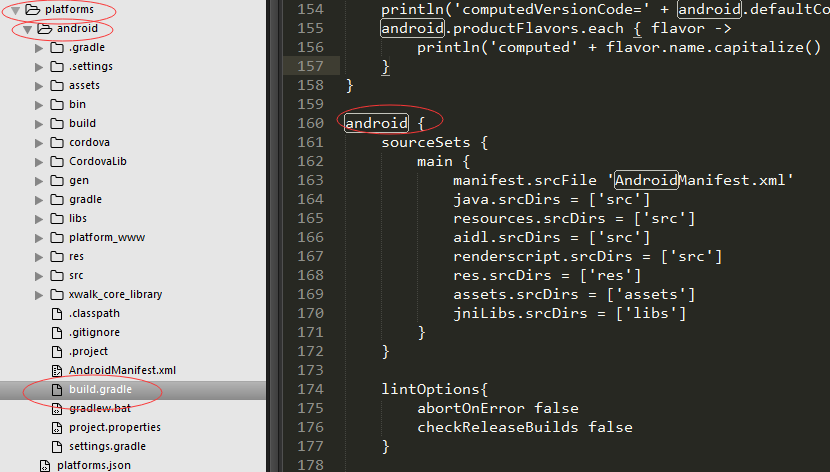 platforms
android
.gradle
.settings
assets
bin
build
cordova
CordovaLib
gen
gradle
libs
platform_www
res
src
xwalk_core_library
.classpath
.gitignore
.project
AndroidManifest.xml
build.gradle
gradlew.bat
project.properties
settings.gradle
platforms.json
154 println('computedVersionCode=' + android.defaultCo
155 android.productFlavors.each { flavor ->
156 println('computed' + flavor.name.capitalize()
157 }
158 }
159
160 android {
161 sourceSets {
162 main {
163 manifest.srcFile 'AndroidManifest.xml'
164 java.srcDirs = ['src']
165 resources.srcDirs = ['src']
166 aidl.srcDirs = ['src']
167 renderscript.srcDirs = ['src']
168 res.srcDirs = ['res']
169 assets.srcDirs = ['assets']
170 jniLibs.srcDirs = ['libs']
171 }
172 }
173
174 lintOptions{
175 abortOnError false
176 checkReleaseBuilds false
177 }
178